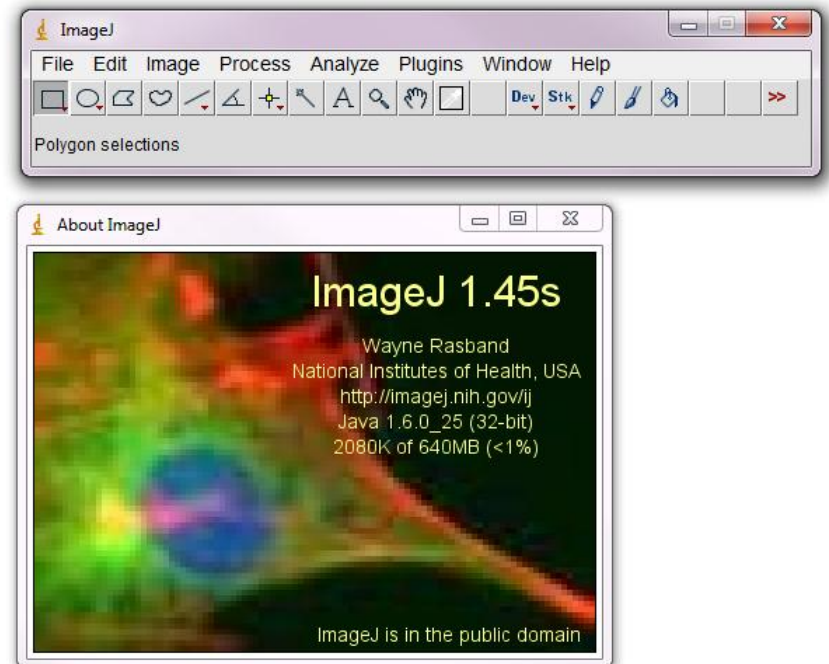 ImageJ
File Edit Image Process Analyze Plugins Window Help
A Dev Stk >>
Polygon selections
About ImageJ
ImageJ 1.45s
Wayne Rasband
National Institutes of Health, USA
http://imagej.nih.gov/ij
Java 1.6.0_25 (32-bit)
2080K of 640MB (<1%)
ImageJ is in the public domain